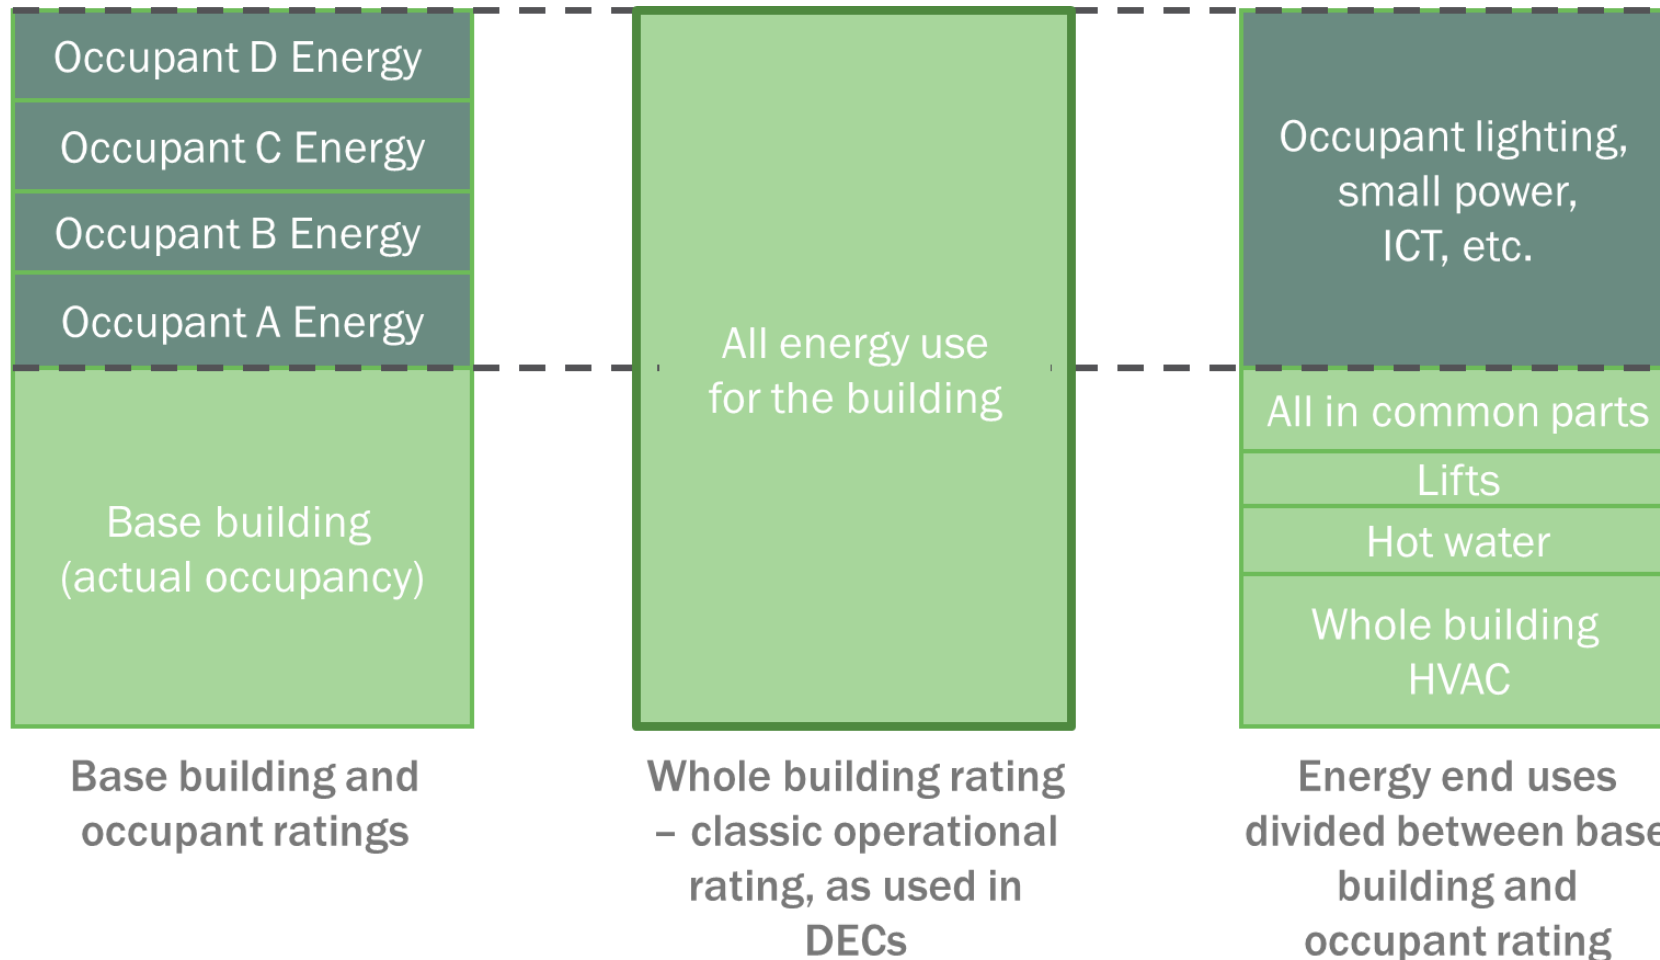 Occupant D Energy
Occupant C Energy
Occupant B Energy
Occupant A Energy
Base building
(actual occupancy)
Base building and
occupant ratings
All energy use
for the building
Whole building rating
– classic operational
rating, as used in
DECs
Occupant lighting,
small power,
ICT, etc.
All in common parts
Lifts
Hot water
Whole building
HVAC
Energy end uses
divided between base
building and
occupant rating